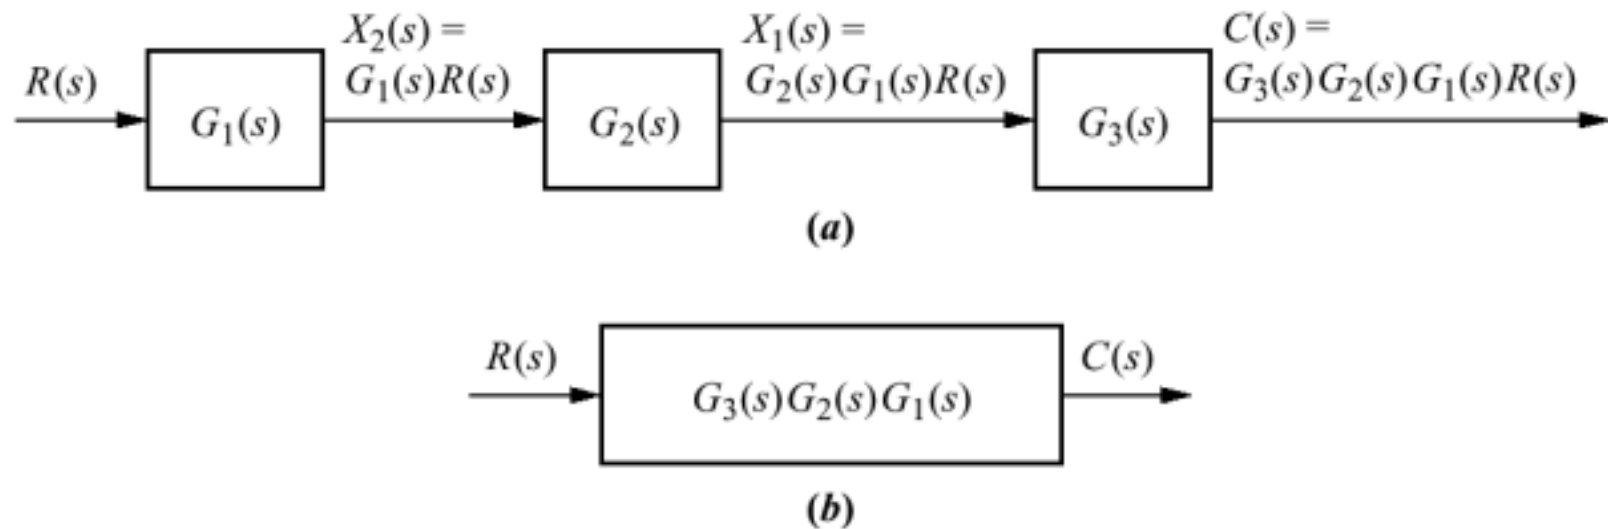 R(s)
G₁(s)
X₂(s) =
G₁(s)R(s)
G₂(s)
X₁(s) =
G₂(s)G₁(s)R(s)
G₃(s)
C(s) =
G₃(s)G₂(s)G₁(s)R(s)
(a)
R(s)
G₃(s)G₂(s)G₁(s)
C(s)
(b)